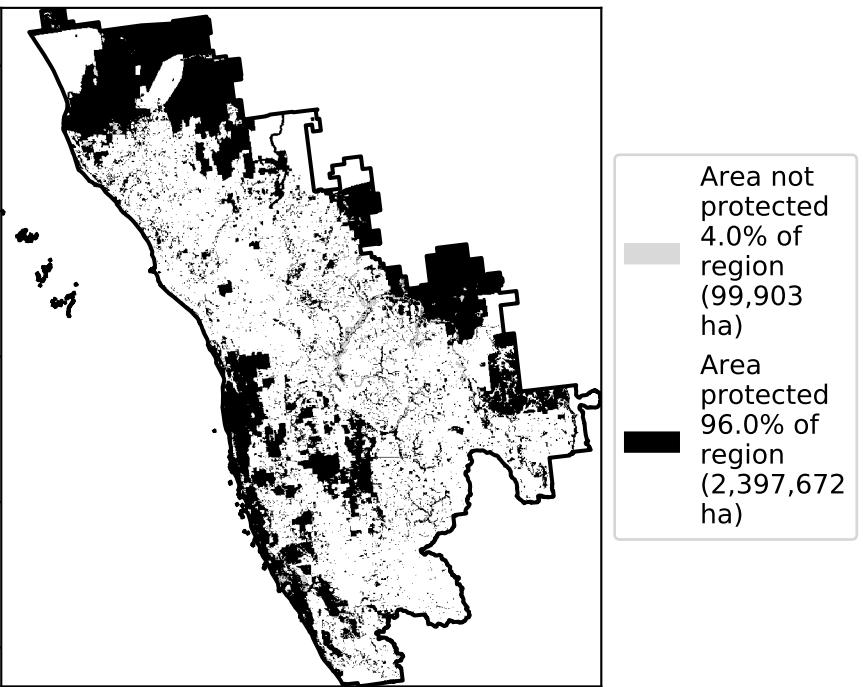 Area not
protected
4.0% of
region
(99,903
ha)
Area
protected
96.0% of
region
(2,397,672
ha)